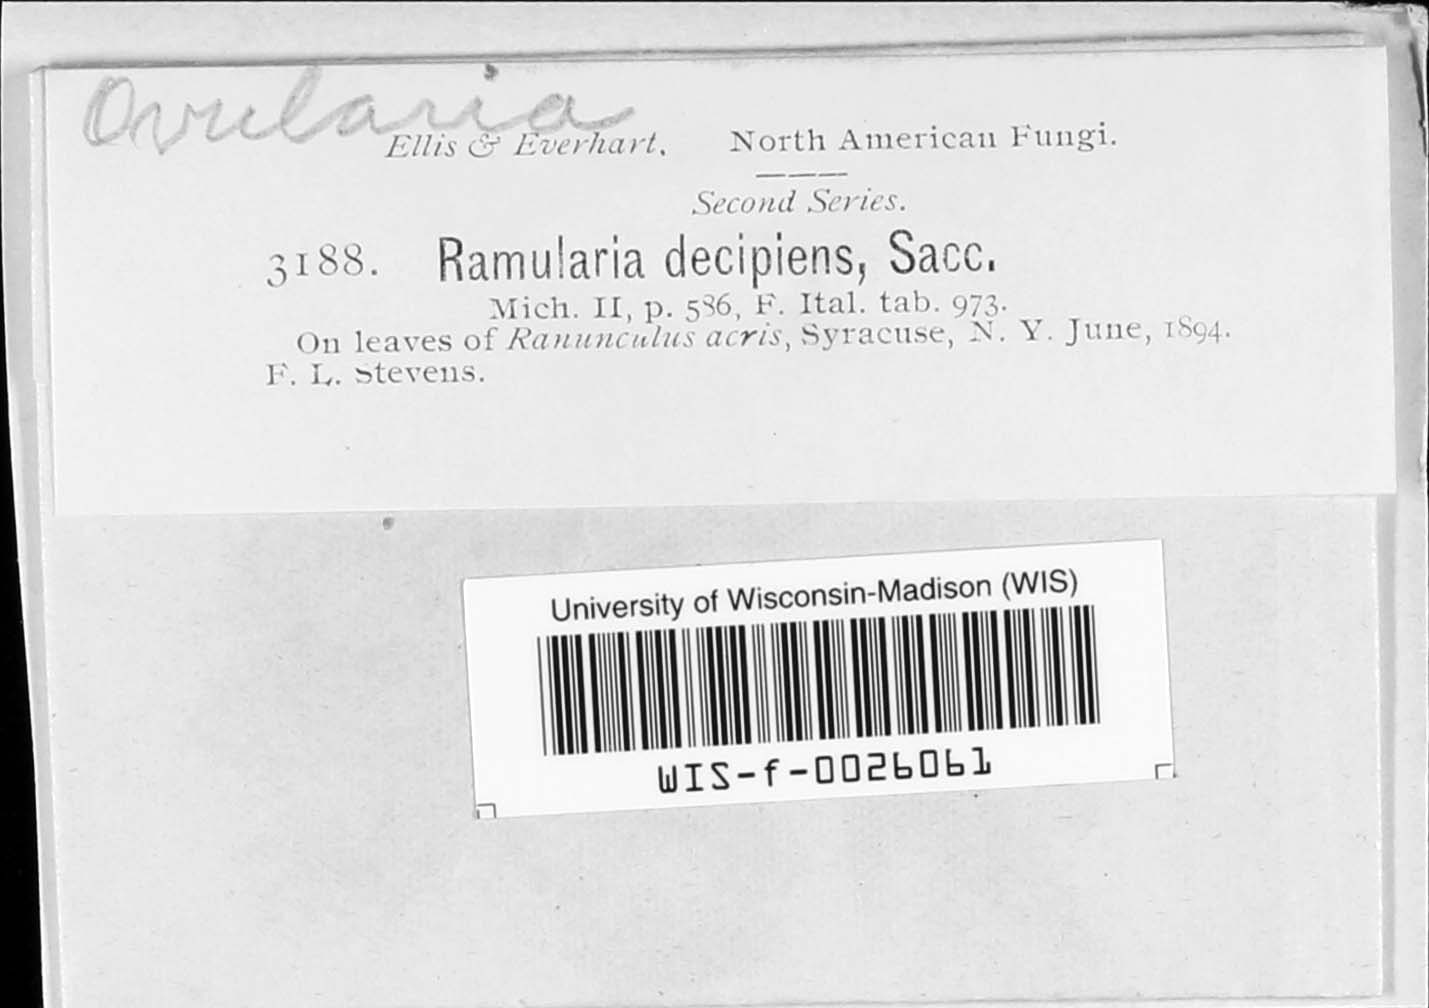 Ovularia
Ellis & Everhart. North American Fungi.
Second Series.
3188. Ramularia decipiens, Sacc.
Mich. II, p. 536, F. Ital. tab. 973.
On leaves of Ranunculus acris, Syracuse, N. Y. June, 1894.
F. L. Stevens.
University of Wisconsin-Madison (WIS)
WIS-f-0026061